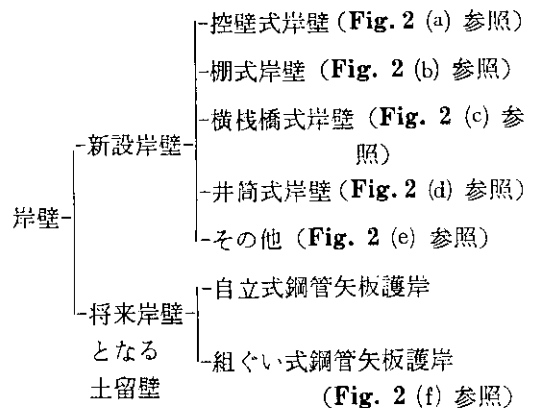 控壁式岸壁（Fig. 2 (a) 参照）
棚式岸壁（Fig. 2 (b) 参照）
横桟橋式岸壁（Fig. 2 (c) 参
照）
新設岸壁
井筒式岸壁（Fig. 2 (d) 参照）
岸壁
その他（Fig. 2 (e) 参照）
自立式鋼管矢板護岸
将来岸壁
となる
土留壁
組ぐい式鋼管矢板護岸
（Fig. 2 (f) 参照）